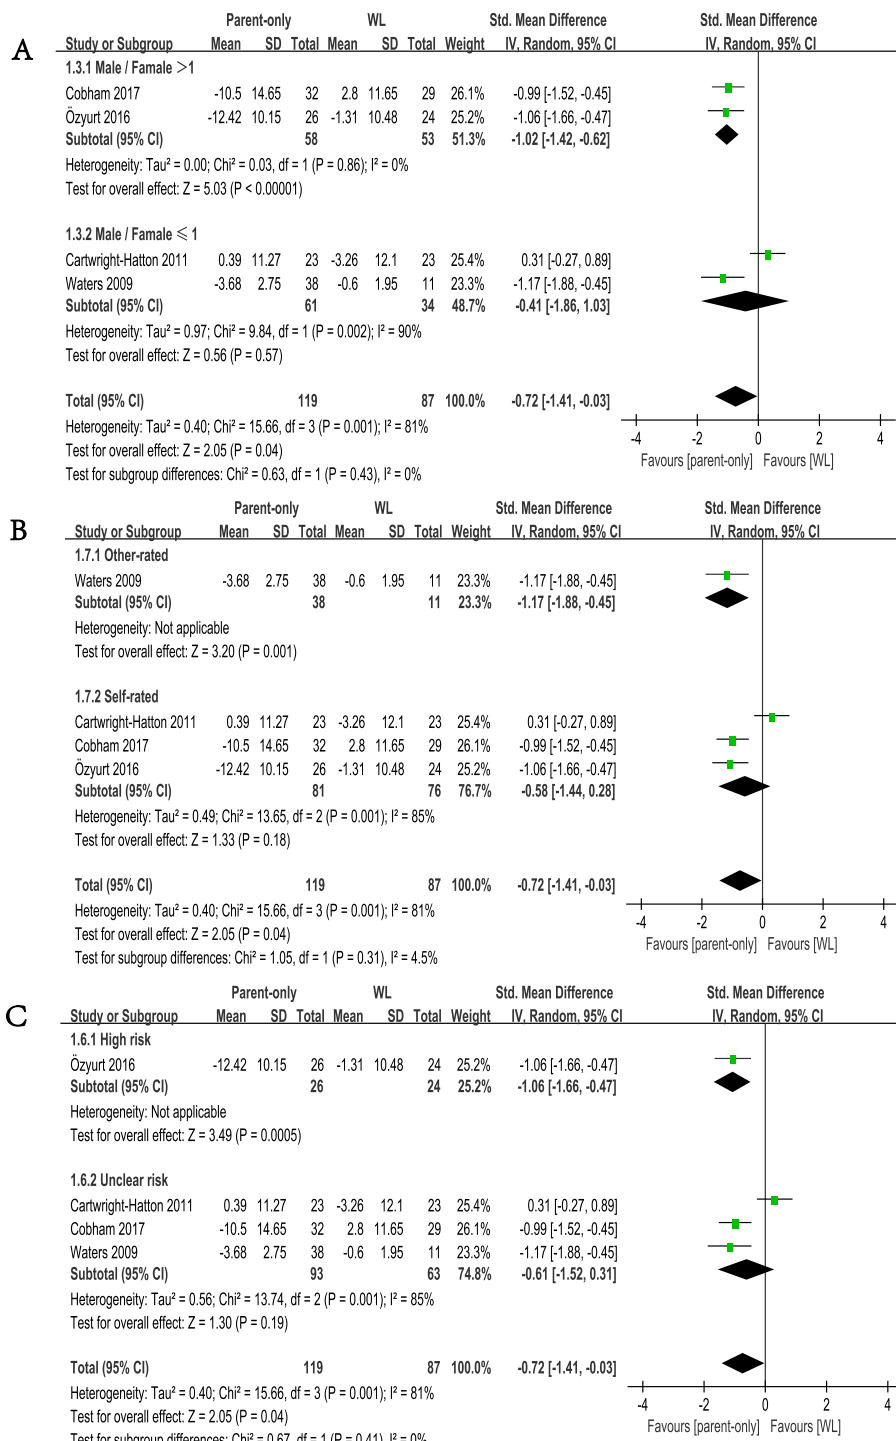 A
Parent-only WL Std. Mean Difference Std. Mean Difference
Study or Subgroup Mean SD Total Mean SD Total Weight IV, Random, 95% CI IV, Random, 95% CI
1.3.1 Male / Famale >1
Cobham 2017 -10.5 14.65 32 2.8 11.65 29 26.1% -0.99 [-1.52, -0.45]
Özyurt 2016 -12.42 10.15 26 -1.31 10.48 24 25.2% -1.06 [-1.66, -0.47]
Subtotal (95% CI) 58 53 51.3% -1.02 [-1.42, -0.62]
Heterogeneity: Tau² = 0.00; Chi² = 0.03, df = 1 (P = 0.86); I² = 0%
Test for overall effect: Z = 5.03 (P < 0.00001)
1.3.2 Male / Famale ≤ 1
Cartwright-Hatton 2011 0.39 11.27 23 -3.26 12.1 23 25.4% 0.31 [-0.27, 0.89]
Waters 2009 -3.68 2.75 38 -0.6 1.95 11 23.3% -1.17 [-1.88, -0.45]
Subtotal (95% CI) 61 34 48.7% -0.41 [-1.86, 1.03]
Heterogeneity: Tau² = 0.97; Chi² = 9.84, df = 1 (P = 0.002); I² = 90%
Test for overall effect: Z = 0.56 (P = 0.57)
Total (95% CI) 119 87 100.0% -0.72 [-1.41, -0.03]
Heterogeneity: Tau² = 0.40; Chi² = 15.66, df = 3 (P = 0.001); I² = 81%
Test for overall effect: Z = 2.05 (P = 0.04)
Test for subgroup differences: Chi² = 0.63, df = 1 (P = 0.43), I² = 0%
-4 -2 0 2 4
Favours [parent-only] Favours [WL]
B
Parent-only WL Std. Mean Difference Std. Mean Difference
Study or Subgroup Mean SD Total Mean SD Total Weight IV, Random, 95% CI IV, Random, 95% CI
1.7.1 Other-rated
Waters 2009 -3.68 2.75 38 -0.6 1.95 11 23.3% -1.17 [-1.88, -0.45]
Subtotal (95% CI) 38 11 23.3% -1.17 [-1.88, -0.45]
Heterogeneity: Not applicable
Test for overall effect: Z = 3.20 (P = 0.001)
1.7.2 Self-rated
Cartwright-Hatton 2011 0.39 11.27 23 -3.26 12.1 23 25.4% 0.31 [-0.27, 0.89]
Cobham 2017 -10.5 14.65 32 2.8 11.65 29 26.1% -0.99 [-1.52, -0.45]
Özyurt 2016 -12.42 10.15 26 -1.31 10.48 24 25.2% -1.06 [-1.66, -0.47]
Subtotal (95% CI) 81 76 76.7% -0.58 [-1.44, 0.28]
Heterogeneity: Tau² = 0.49; Chi² = 13.65, df = 2 (P = 0.001); I² = 85%
Test for overall effect: Z = 1.33 (P = 0.18)
Total (95% CI) 119 87 100.0% -0.72 [-1.41, -0.03]
Heterogeneity: Tau² = 0.40; Chi² = 15.66, df = 3 (P = 0.001); I² = 81%
Test for overall effect: Z = 2.05 (P = 0.04)
Test for subgroup differences: Chi² = 1.05, df = 1 (P = 0.31), I² = 4.5%
-4 -2 0 2 4
Favours [parent-only] Favours [WL]
C
Parent-only WL Std. Mean Difference Std. Mean Difference
Study or Subgroup Mean SD Total Mean SD Total Weight IV, Random, 95% CI IV, Random, 95% CI
1.6.1 High risk
Özyurt 2016 -12.42 10.15 26 -1.31 10.48 24 25.2% -1.06 [-1.66, -0.47]
Subtotal (95% CI) 26 24 25.2% -1.06 [-1.66, -0.47]
Heterogeneity: Not applicable
Test for overall effect: Z = 3.49 (P = 0.0005)
1.6.2 Unclear risk
Cartwright-Hatton 2011 0.39 11.27 23 -3.26 12.1 23 25.4% 0.31 [-0.27, 0.89]
Cobham 2017 -10.5 14.65 32 2.8 11.65 29 26.1% -0.99 [-1.52, -0.45]
Waters 2009 -3.68 2.75 38 -0.6 1.95 11 23.3% -1.17 [-1.88, -0.45]
Subtotal (95% CI) 93 63 74.8% -0.61 [-1.52, 0.31]
Heterogeneity: Tau² = 0.56; Chi² = 13.74, df = 2 (P = 0.001); I² = 85%
Test for overall effect: Z = 1.30 (P = 0.19)
Total (95% CI) 119 87 100.0% -0.72 [-1.41, -0.03]
Heterogeneity: Tau² = 0.40; Chi² = 15.66, df = 3 (P = 0.001); I² = 81%
Test for overall effect: Z = 2.05 (P = 0.04)
Test for subgroup differences: Chi² = 0.67, df = 1 (P = 0.41), I² = 0%
-4 -2 0 2 4
Favours [parent-only] Favours [WL]